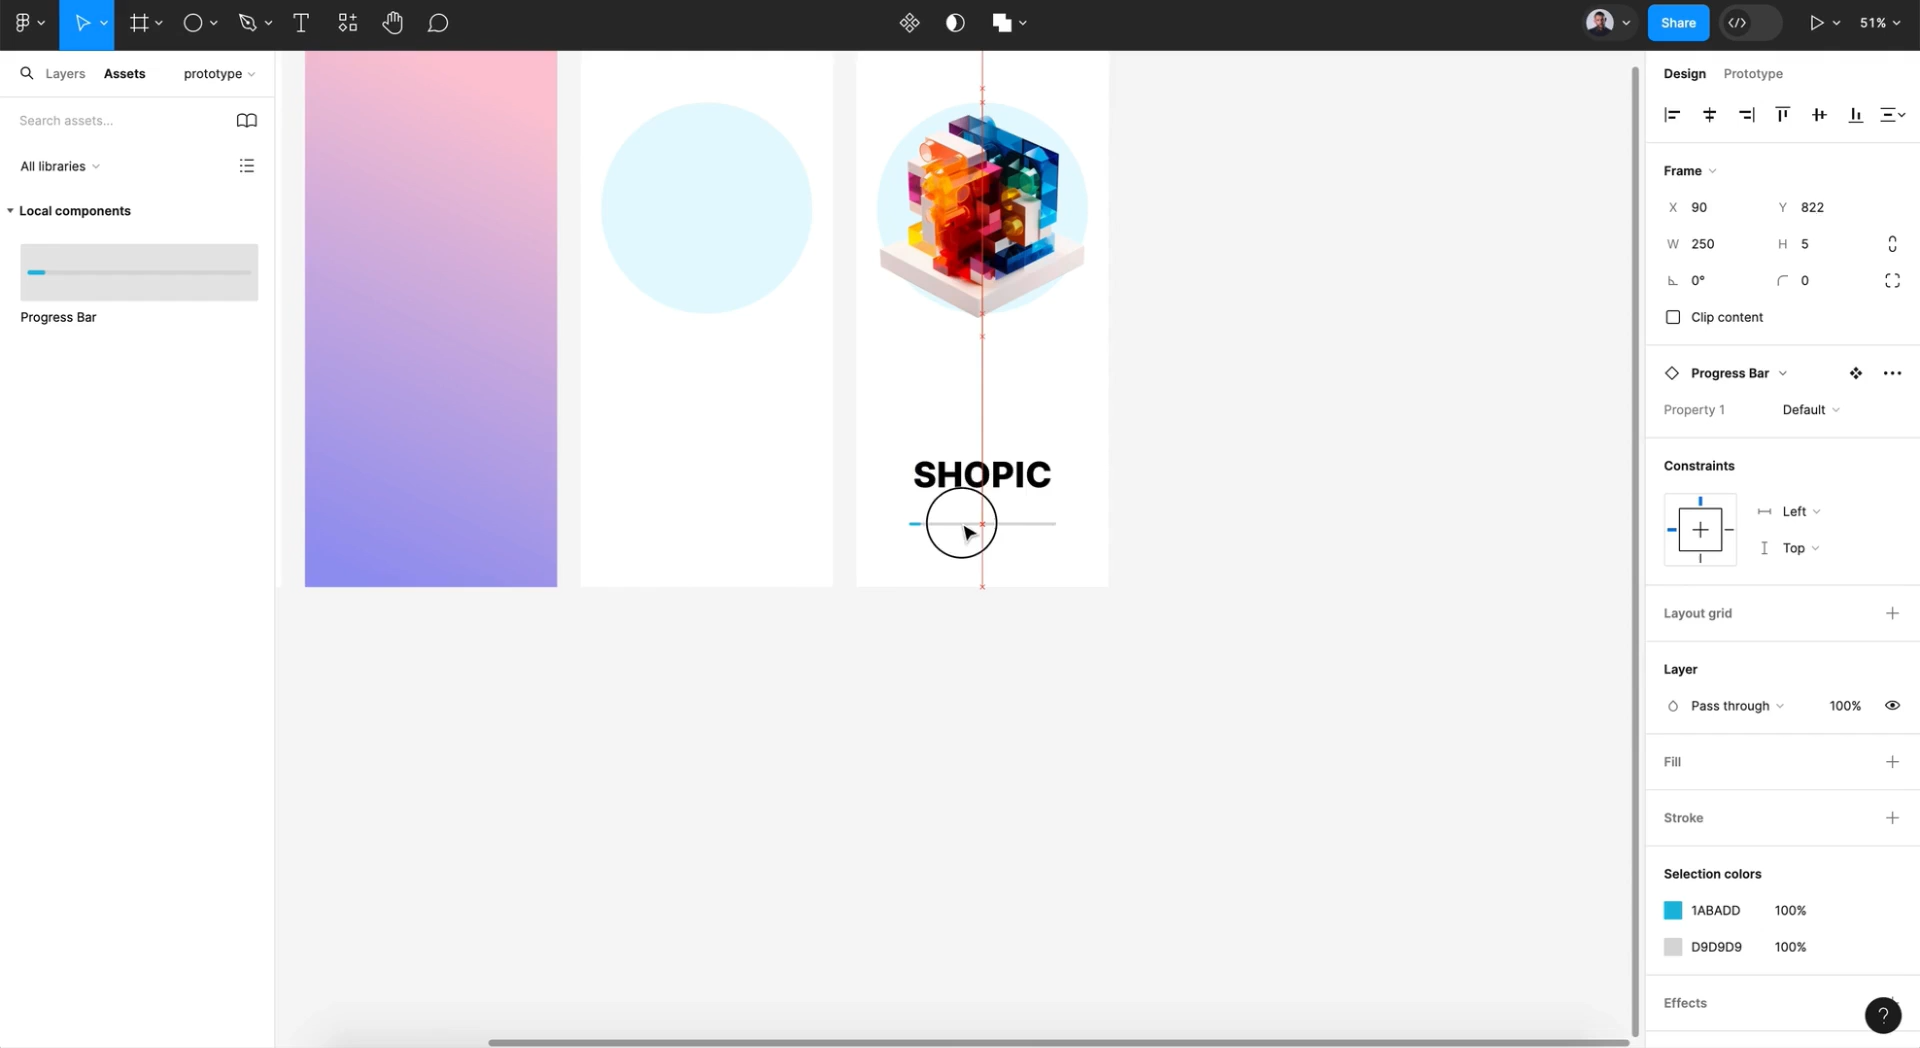 Share
51%
Layers
Assets
prototype
Search assets...
All libraries
Local components
Progress Bar
SHOPIC
Design
Prototype
Frame
X 90
Y 822
W 250
H 5
0°
0
Clip content
Progress Bar
Property 1
Default
Constraints
Left
Top
Layout grid
Layer
Pass through
100%
Fill
Stroke
Selection colors
1ABADD 100%
D9D9D9 100%
Effects
?